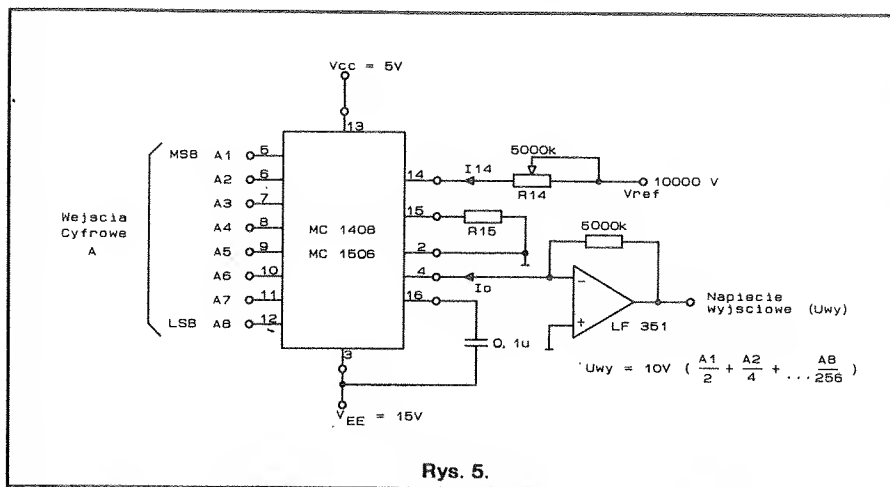 Vcc = 5V
13
MSB A1 5
A2 6
A3 7
A4 8
A5 9
A6 10
A7 11
LSB A8 12
Wejscia
Cyfrowe
A
MC 1408
MC 1506
14
15
2
4
16
3
I14
5000k
R14
Vref
10000 V
R15
Io
5000k
-
+
LF 351
0,1u
Napiecie
Wyjsciowe (Uwy)
Uwy = 10V ( A1/2 + A2/4 + ... A8/256 )
VEE = 15V
Rys. 5.